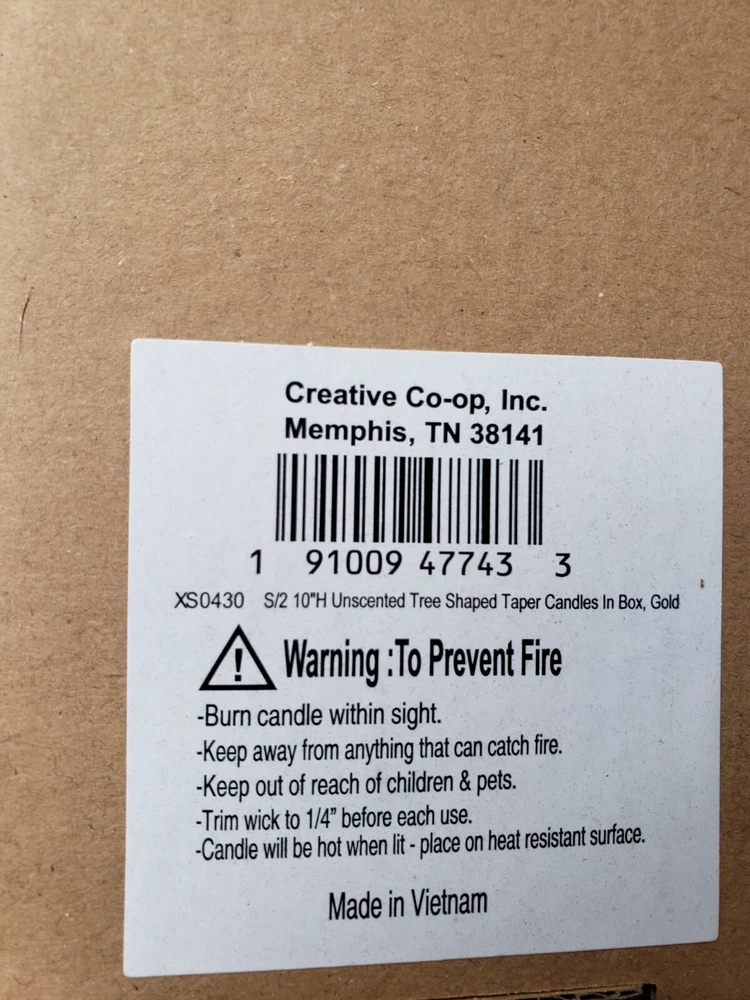 Creative Co-op, Inc.
Memphis, TN 38141
1 91009 47743 3
XS0430 S/2 10"H Unscented Tree Shaped Taper Candles In Box, Gold
! Warning :To Prevent Fire
-Burn candle within sight.
-Keep away from anything that can catch fire.
-Keep out of reach of children & pets.
-Trim wick to 1/4” before each use.
-Candle will be hot when lit - place on heat resistant surface.
Made in Vietnam